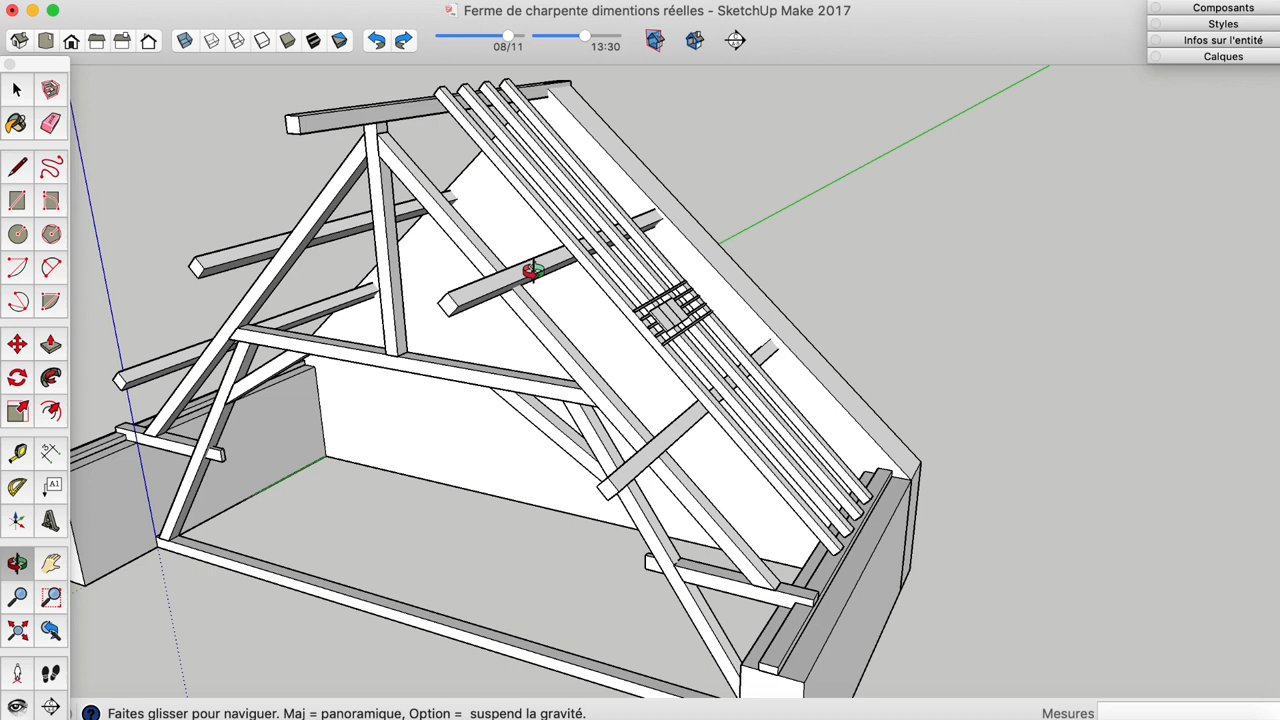 Ferme de charpente dimentions réelles - SketchUp Make 2017
Composants
Styles
Infos sur l'entité
Calques
08/11
13:30
A1
Faites glisser pour naviguer. Maj = panoramique, Option = suspend la gravité.
Mesures